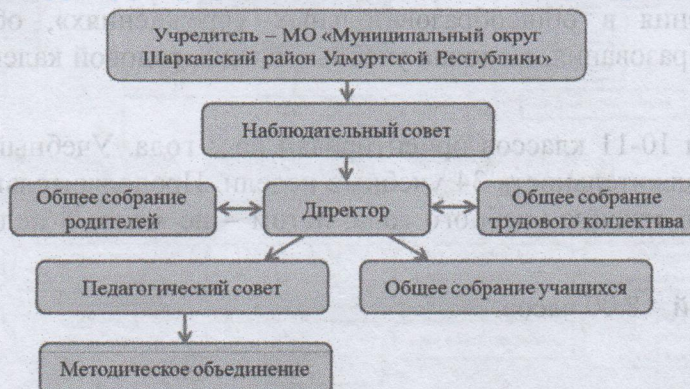 Учредитель – МО «Муниципальный округ
Шарканский район Удмуртской Республики»
Наблюдательный совет
Общее собрание
родителей
Директор
Общее собрание
трудового коллектива
Педагогический совет
Общее собрание учащихся
Методическое объединение